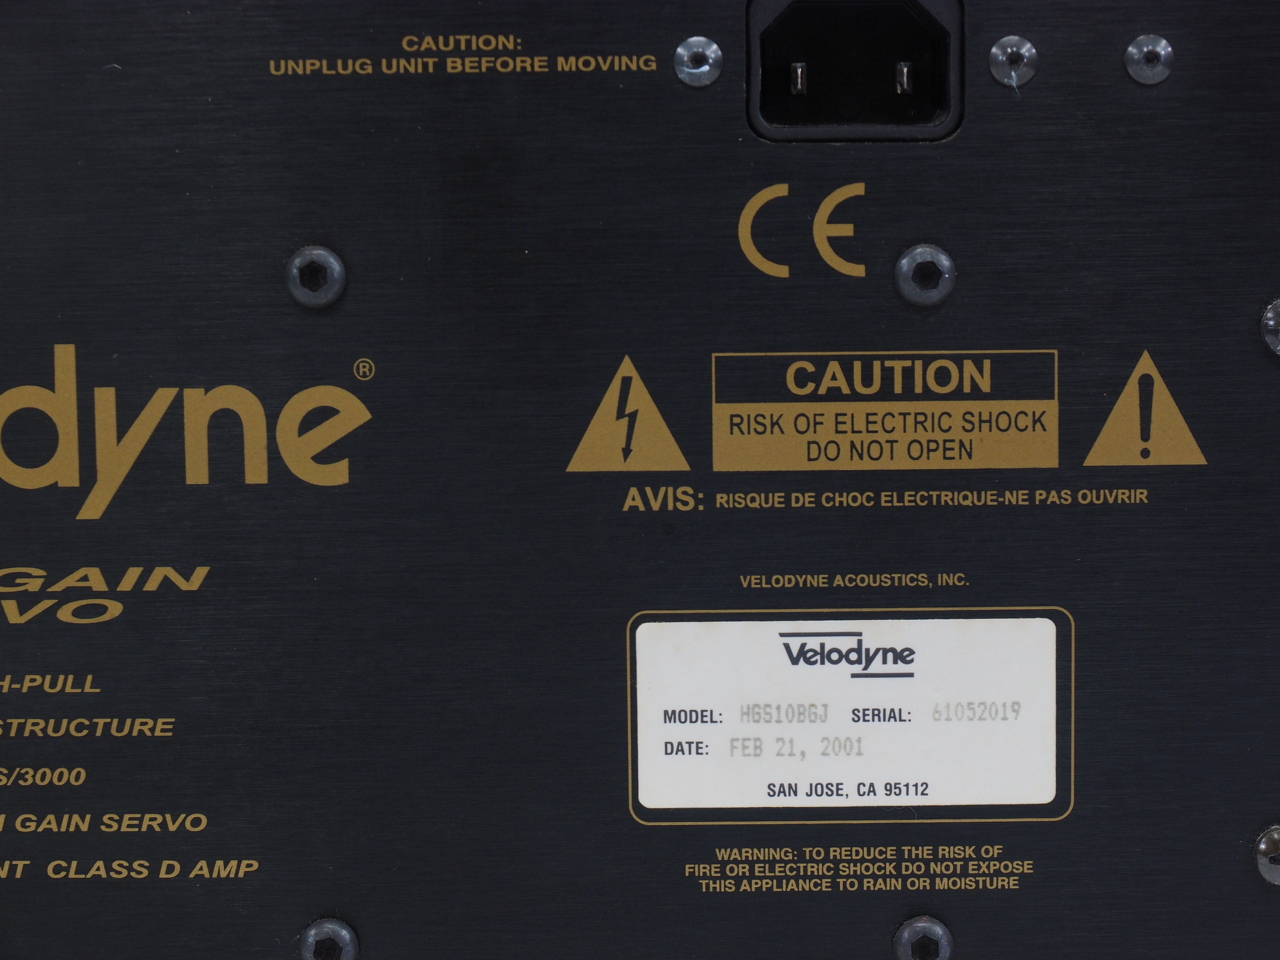 CAUTION:
UNPLUG UNIT BEFORE MOVING
CE
dyne®
GAIN
VO
H-PULL
STRUCTURE
S/3000
GAIN SERVO
NT CLASS D AMP
CAUTION
RISK OF ELECTRIC SHOCK
DO NOT OPEN
AVIS: RISQUE DE CHOC ELECTRIQUE-NE PAS OUVRIR
VELODYNE ACOUSTICS, INC.
Velodyne
MODEL: HGS10BGJ SERIAL: 61052019
DATE: FEB 21, 2001
SAN JOSE, CA 95112
WARNING: TO REDUCE THE RISK OF
FIRE OR ELECTRIC SHOCK DO NOT EXPOSE
THIS APPLIANCE TO RAIN OR MOISTURE